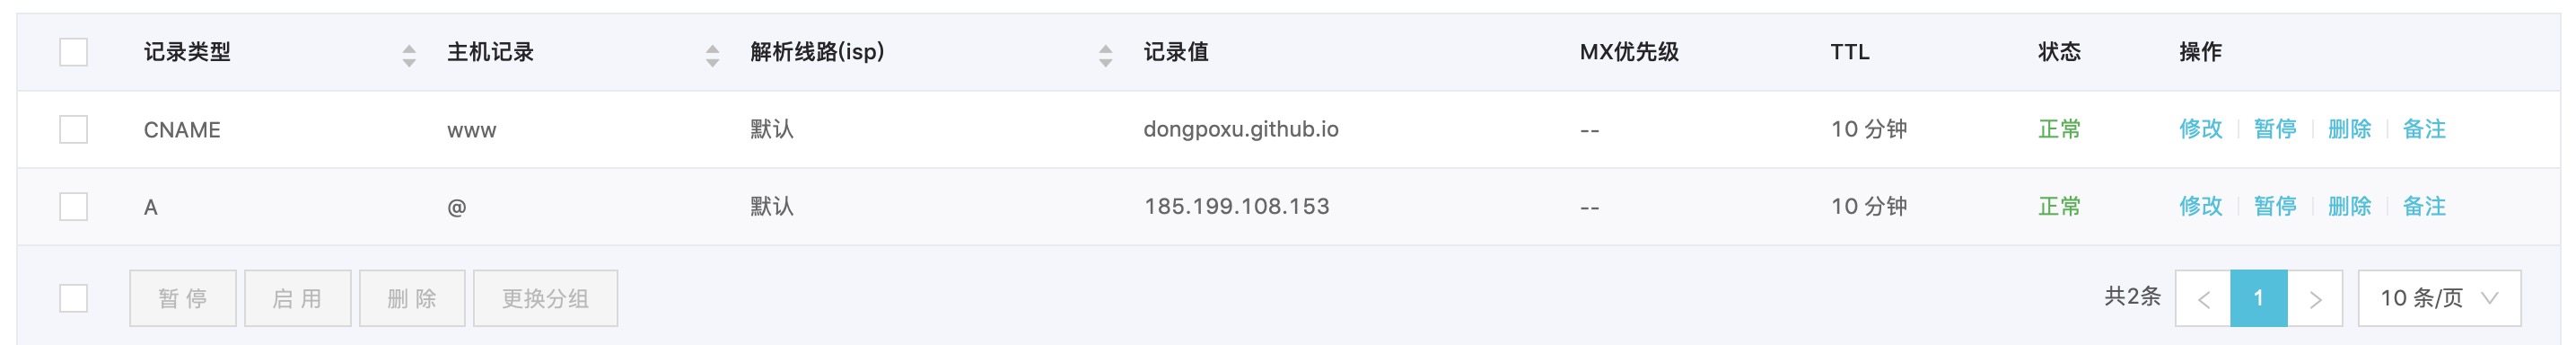 记录类型 主机记录 解析线路(isp) 记录值 MX优先级 TTL 状态 操作
CNAME www 默认 dongpoxu.github.io -- 10 分钟 正常 修改 暂停 删除 备注
A @ 默认 185.199.108.153 -- 10 分钟 正常 修改 暂停 删除 备注
暂 停 启 用 删 除 更换分组 共2条 < 1 > 10 条/页